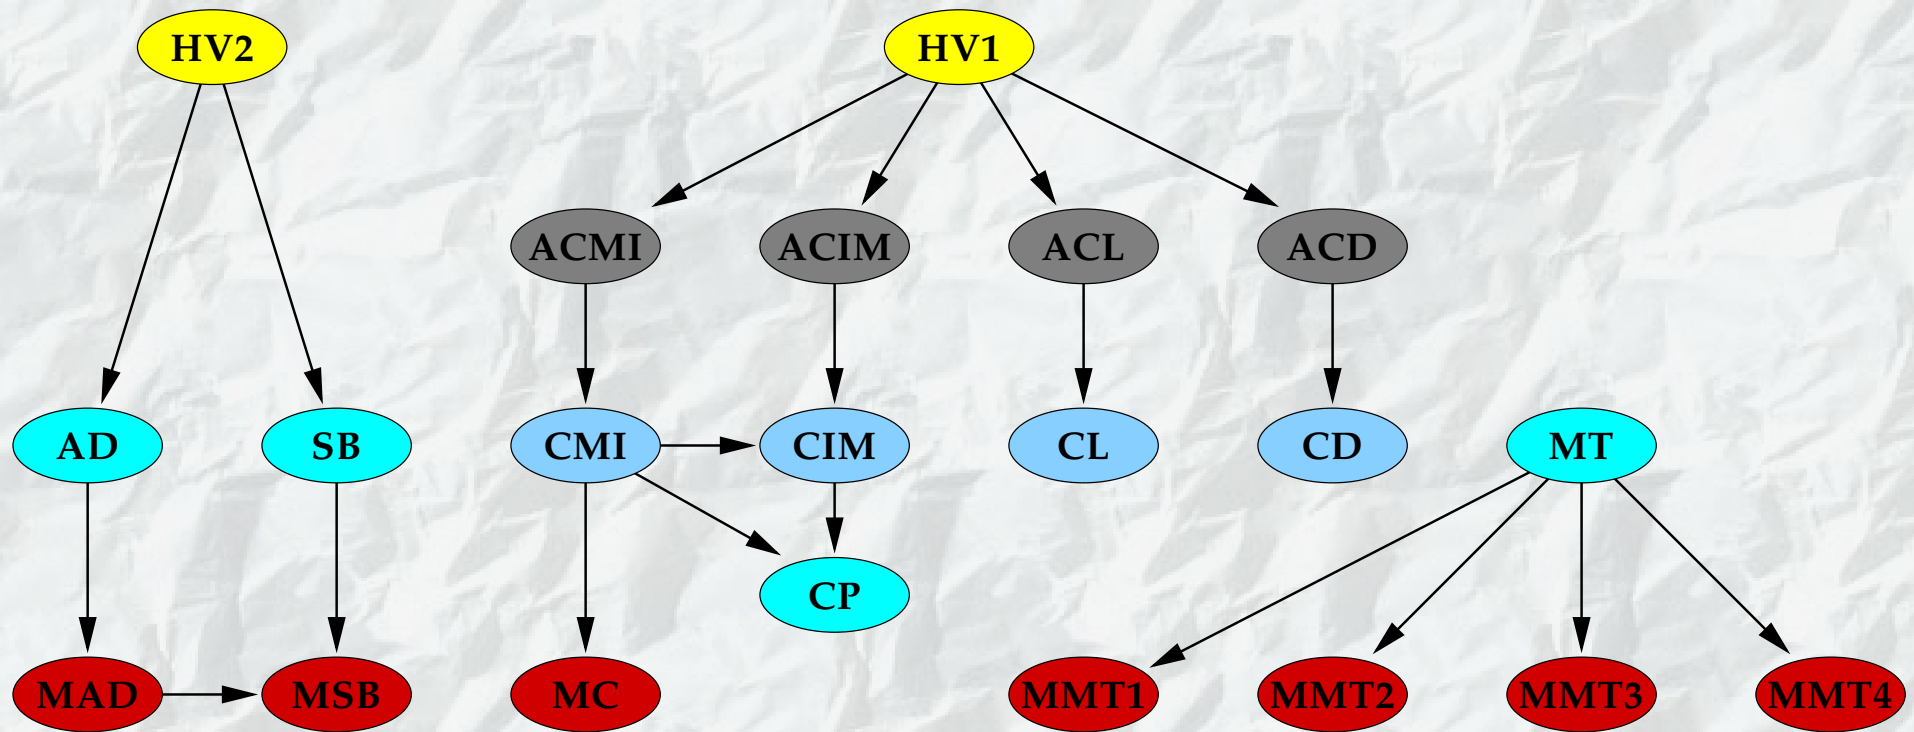 HV2
HV1
ACMI
ACIM
ACL
ACD
AD
SB
CMI
CIM
CL
CD
MT
CP
MAD
MSB
MC
MMT1
MMT2
MMT3
MMT4